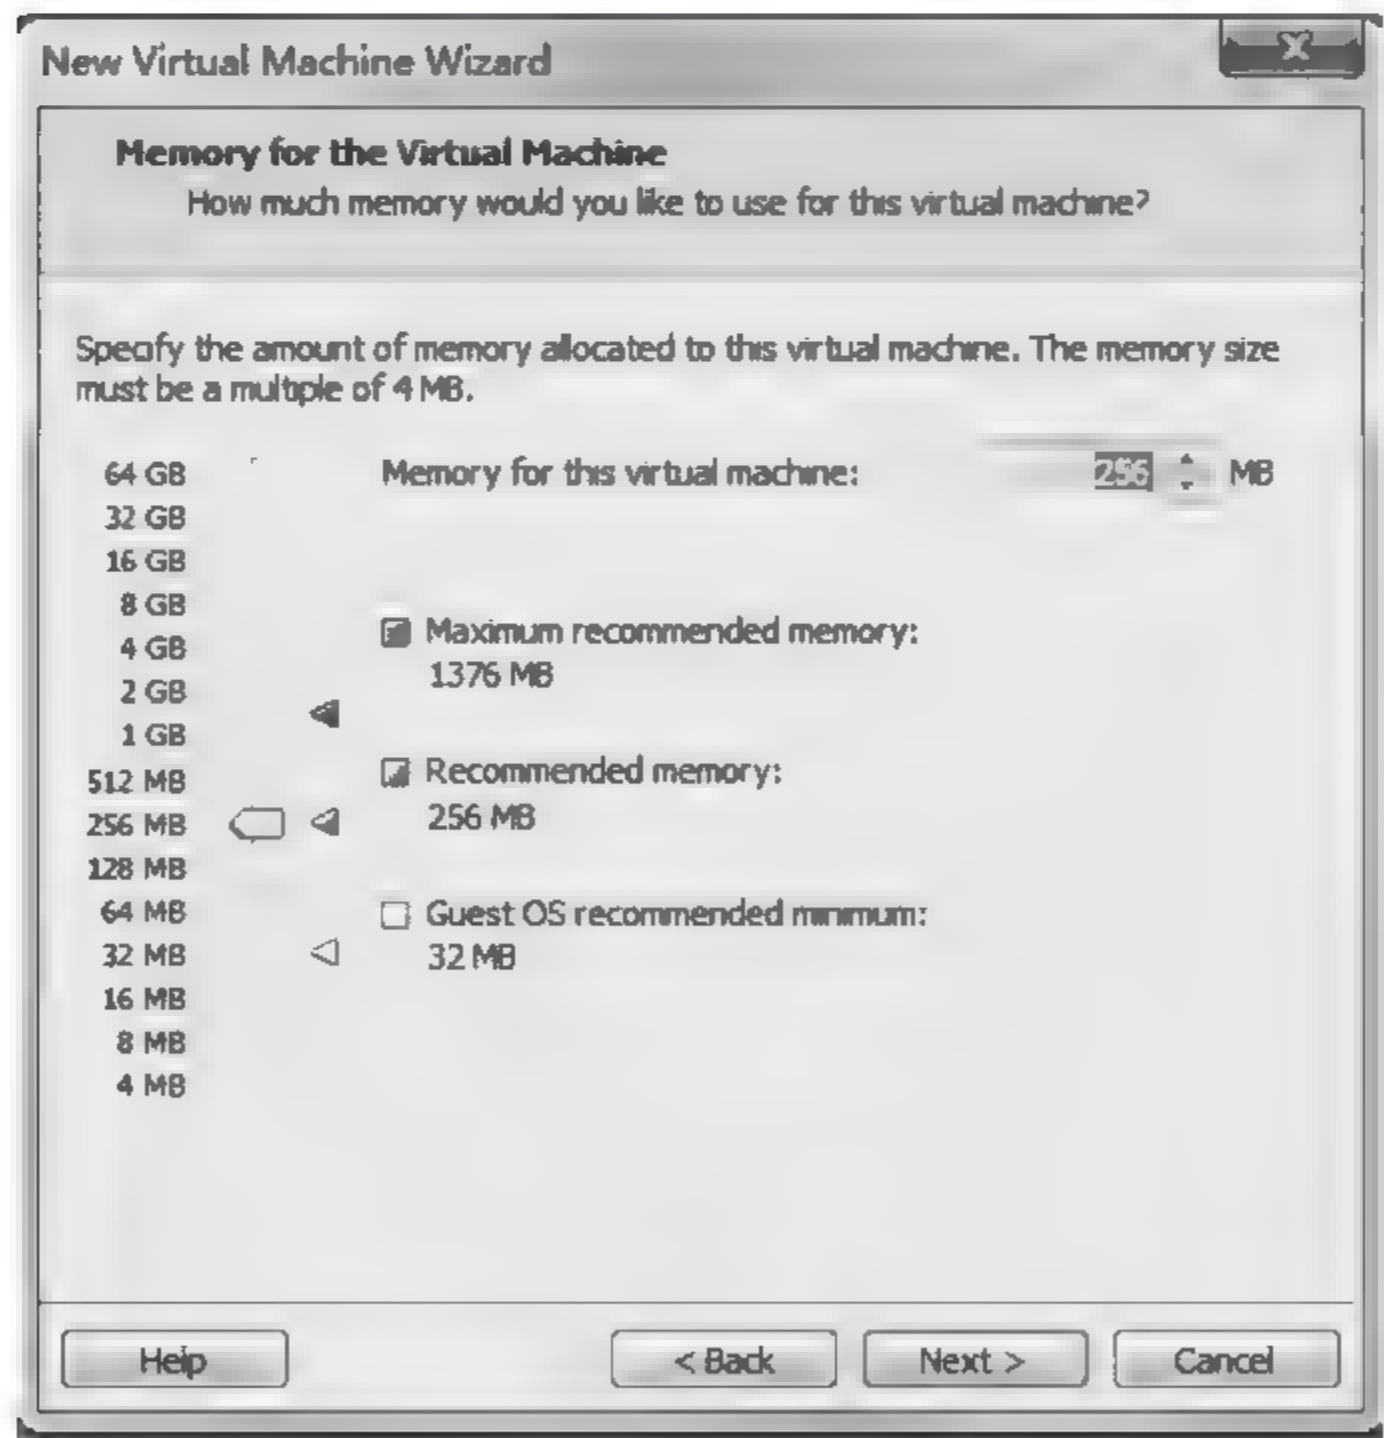 New Virtual Machine Wizard
X
Memory for the Virtual Machine
How much memory would you like to use for this virtual machine?
Specify the amount of memory allocated to this virtual machine. The memory size
must be a multiple of 4 MB.
64 GB
32 GB
16 GB
8 GB
4 GB
2 GB
1 GB
512 MB
256 MB
128 MB
64 MB
32 MB
16 MB
8 MB
4 MB
Memory for this virtual machine: 256 MB
Maximum recommended memory:
1376 MB
Recommended memory:
256 MB
Guest OS recommended minimum:
32 MB
Help < Back Next > Cancel